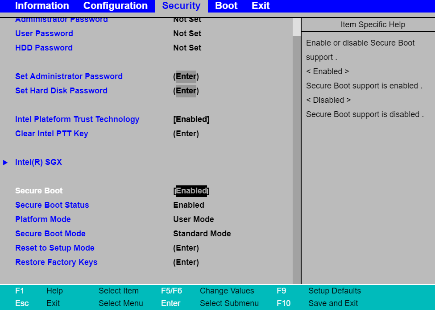 Information Configuration Security Boot Exit
Administrator Password Not Set
User Password Not Set
HDD Password Not Set
Set Administrator Password (Enter)
Set Hard Disk Password (Enter)
Intel Plateform Trust Technology [Enabled]
Clear Intel PTT Key (Enter)
Intel(R) SGX
Secure Boot [Enabled]
Secure Boot Status Enabled
Platform Mode User Mode
Secure Boot Mode Standard Mode
Reset to Setup Mode (Enter)
Restore Factory Keys (Enter)
Item Specific Help
Enable or disable Secure Boot
support .
< Enabled >
Secure Boot support is enabled .
< Disabled >
Secure Boot support is disabled .
F1 Help Select Item F5/F6 Change Values F9 Setup Defaults
Esc Exit Select Menu Enter Select Submenu F10 Save and Exit